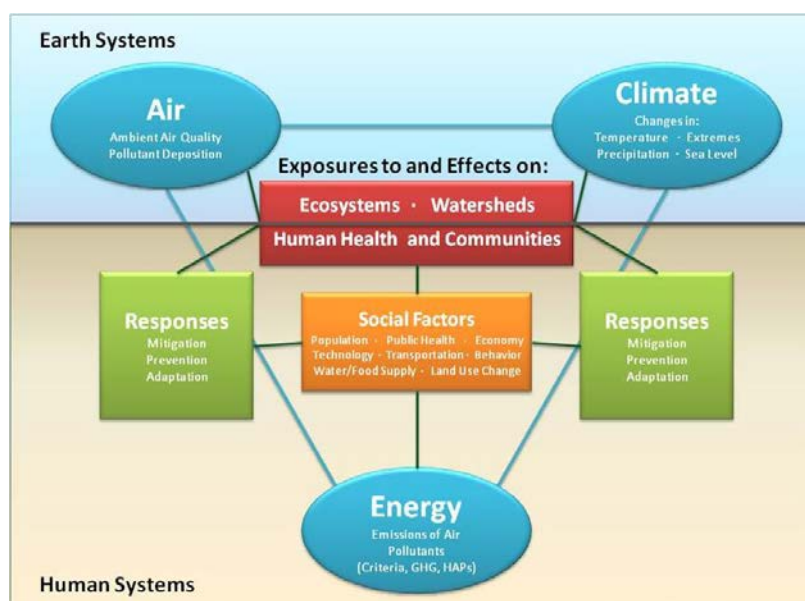 Earth Systems
Air
Ambient Air Quality
Pollutant Deposition
Climate
Changes in:
Temperature · Extremes
Precipitation · Sea Level
Exposures to and Effects on:
Ecosystems · Watersheds
Human Health and Communities
Responses
Mitigation
Prevention
Adaptation
Social Factors
Population · Public Health · Economy
Technology · Transportation · Behavior
Water/Food Supply · Land Use Change
Responses
Mitigation
Prevention
Adaptation
Energy
Emissions of Air
Pollutants
(Criteria, GHG, HAPs)
Human Systems